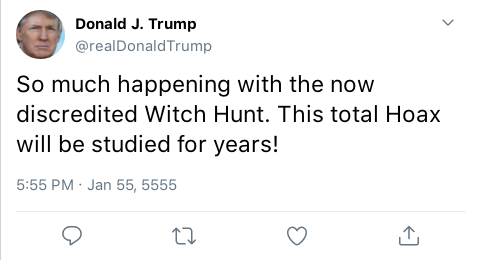 Donald J. Trump
@realDonaldTrump
So much happening with the now
discredited Witch Hunt. This total Hoax
will be studied for years!
5:55 PM · Jan 55, 5555